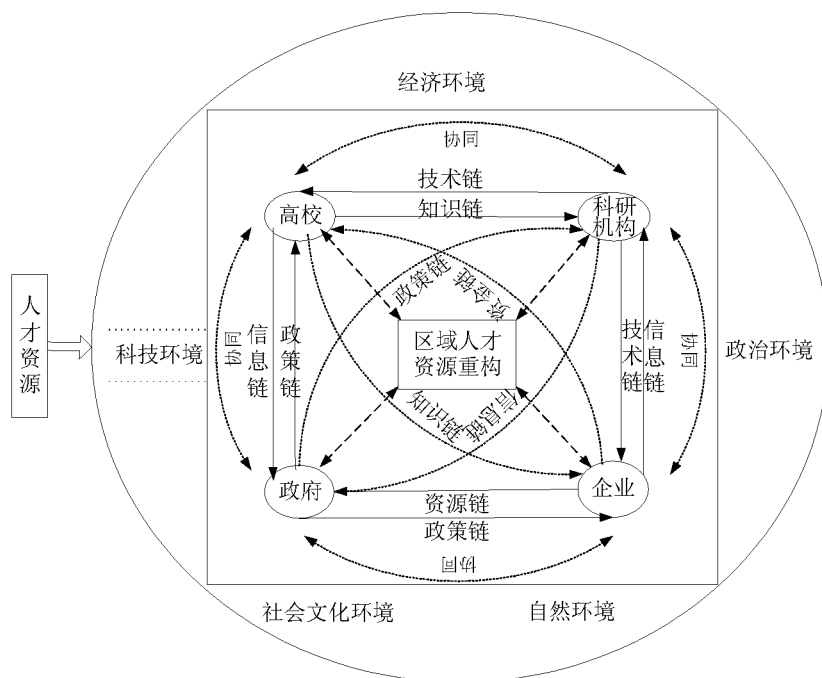 经济环境
协同
技术链
知识链
高校
科研
机构
政策链
资金链
人才资源
科技环境
协同
信息链
政策链
区域人才
资源重构
技术链
信息链
协同
政治环境
知识链
信息链
政府
企业
资源链
政策链
协同
社会文化环境
自然环境